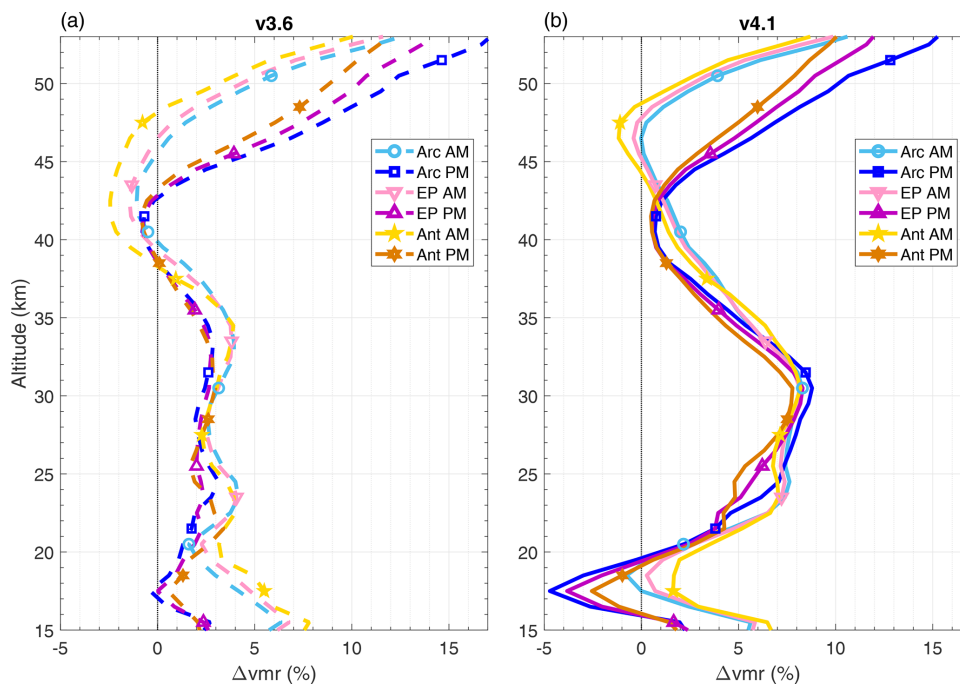 (a)
v3.6
(b)
v4.1
Altitude (km)
50
45
40
35
30
25
20
15
Arc AM
Arc PM
EP AM
EP PM
Ant AM
Ant PM
-5
0
5
10
15
Δvmr (%)
50
45
40
35
30
25
20
15
Arc AM
Arc PM
EP AM
EP PM
Ant AM
Ant PM
-5
0
5
10
15
Δvmr (%)